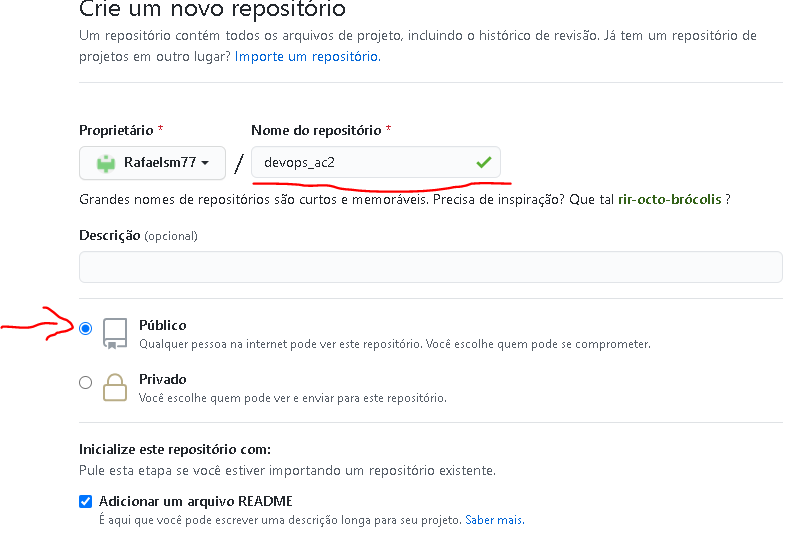 Crie um novo repositório
Um repositório contém todos os arquivos de projeto, incluindo o histórico de revisão. Já tem um repositório de
projetos em outro lugar? Importe um repositório.
Proprietário * Nome do repositório *
Rafaelsm77 / devops_ac2
Grandes nomes de repositórios são curtos e memoráveis. Precisa de inspiração? Que tal rir-octo-brócolis ?
Descrição (opcional)
Público
Qualquer pessoa na internet pode ver este repositório. Você escolhe quem pode se comprometer.
Privado
Você escolhe quem pode ver e enviar para este repositório.
Inicialize este repositório com:
Pule esta etapa se você estiver importando um repositório existente.
Adicionar um arquivo README
É aqui que você pode escrever uma descrição longa para seu projeto. Saber mais.